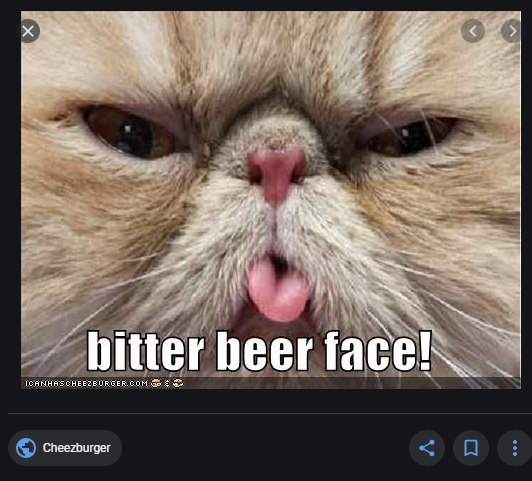 bitter beer face!
ICANHASCHEEZBURGER.COM
Cheezburger